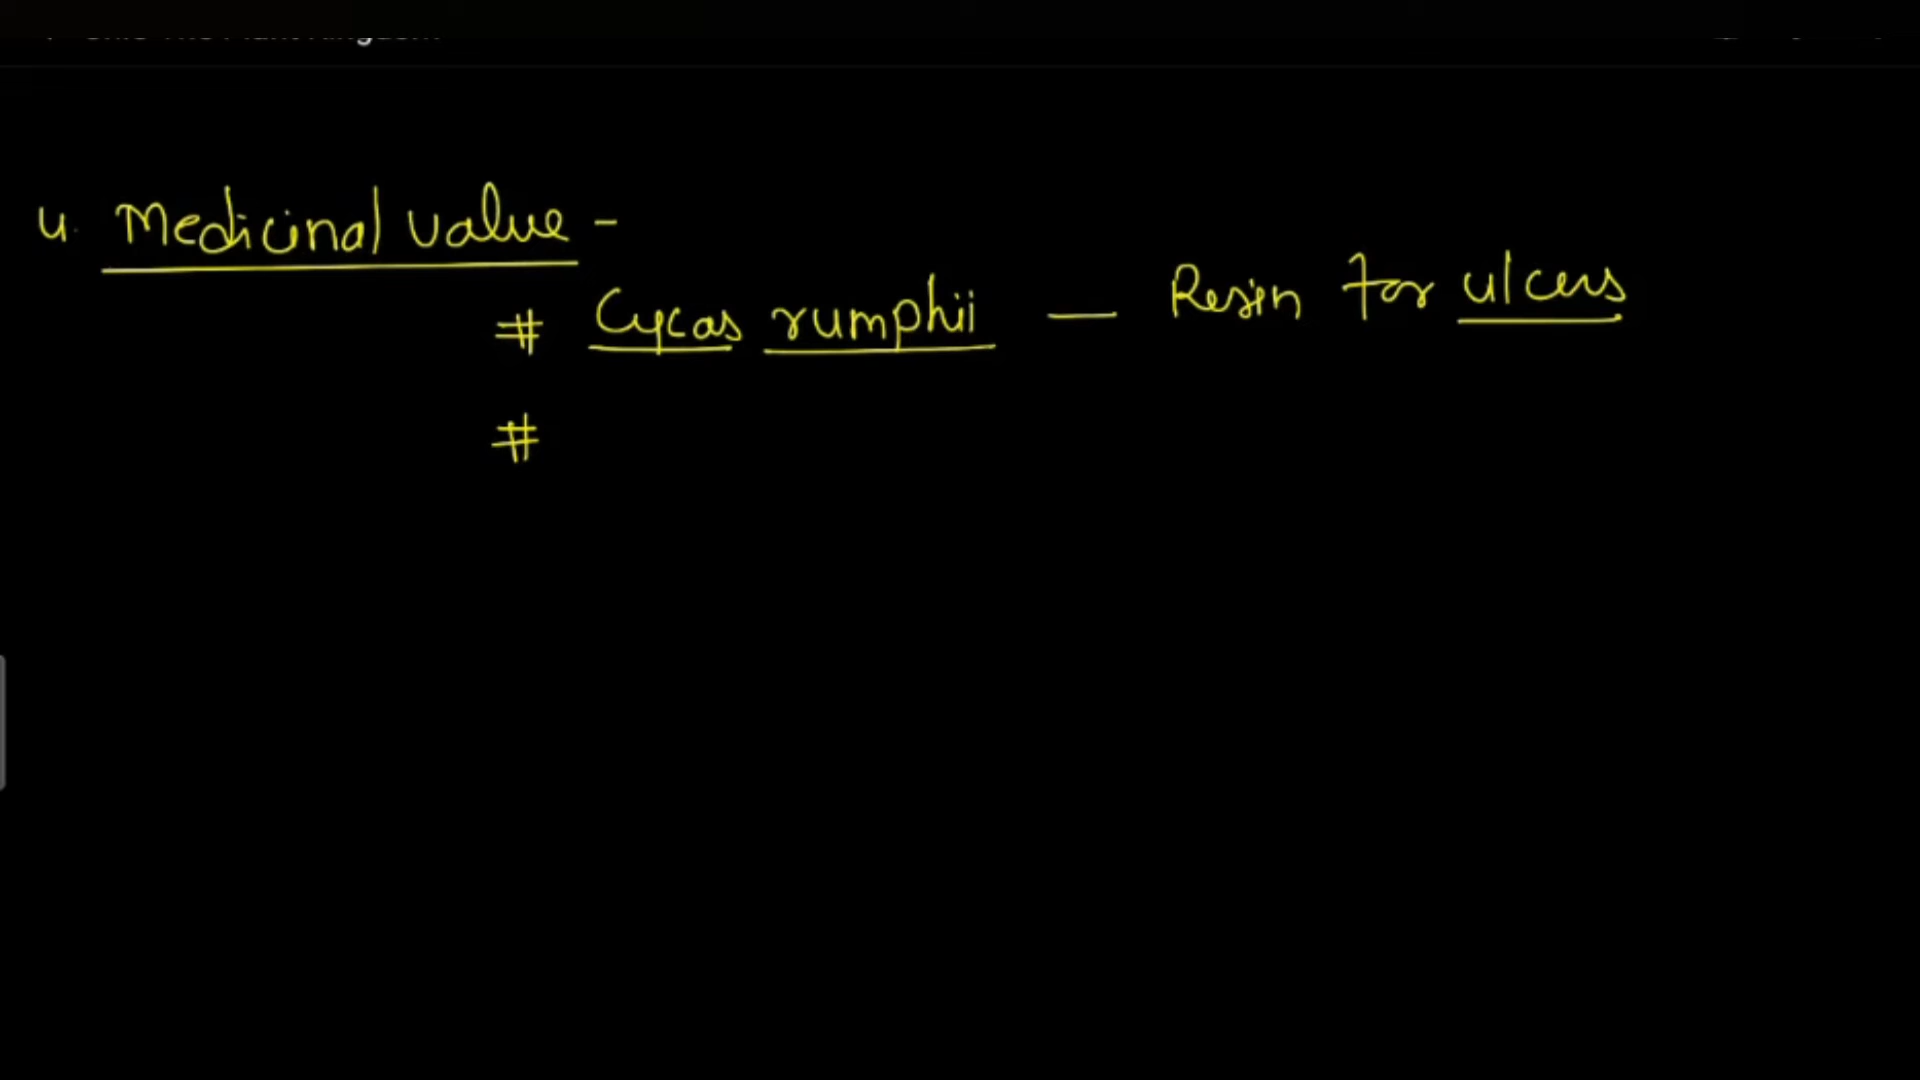 4. Medicinal value -
# Cycas rumphii — Resin for ulcers
#